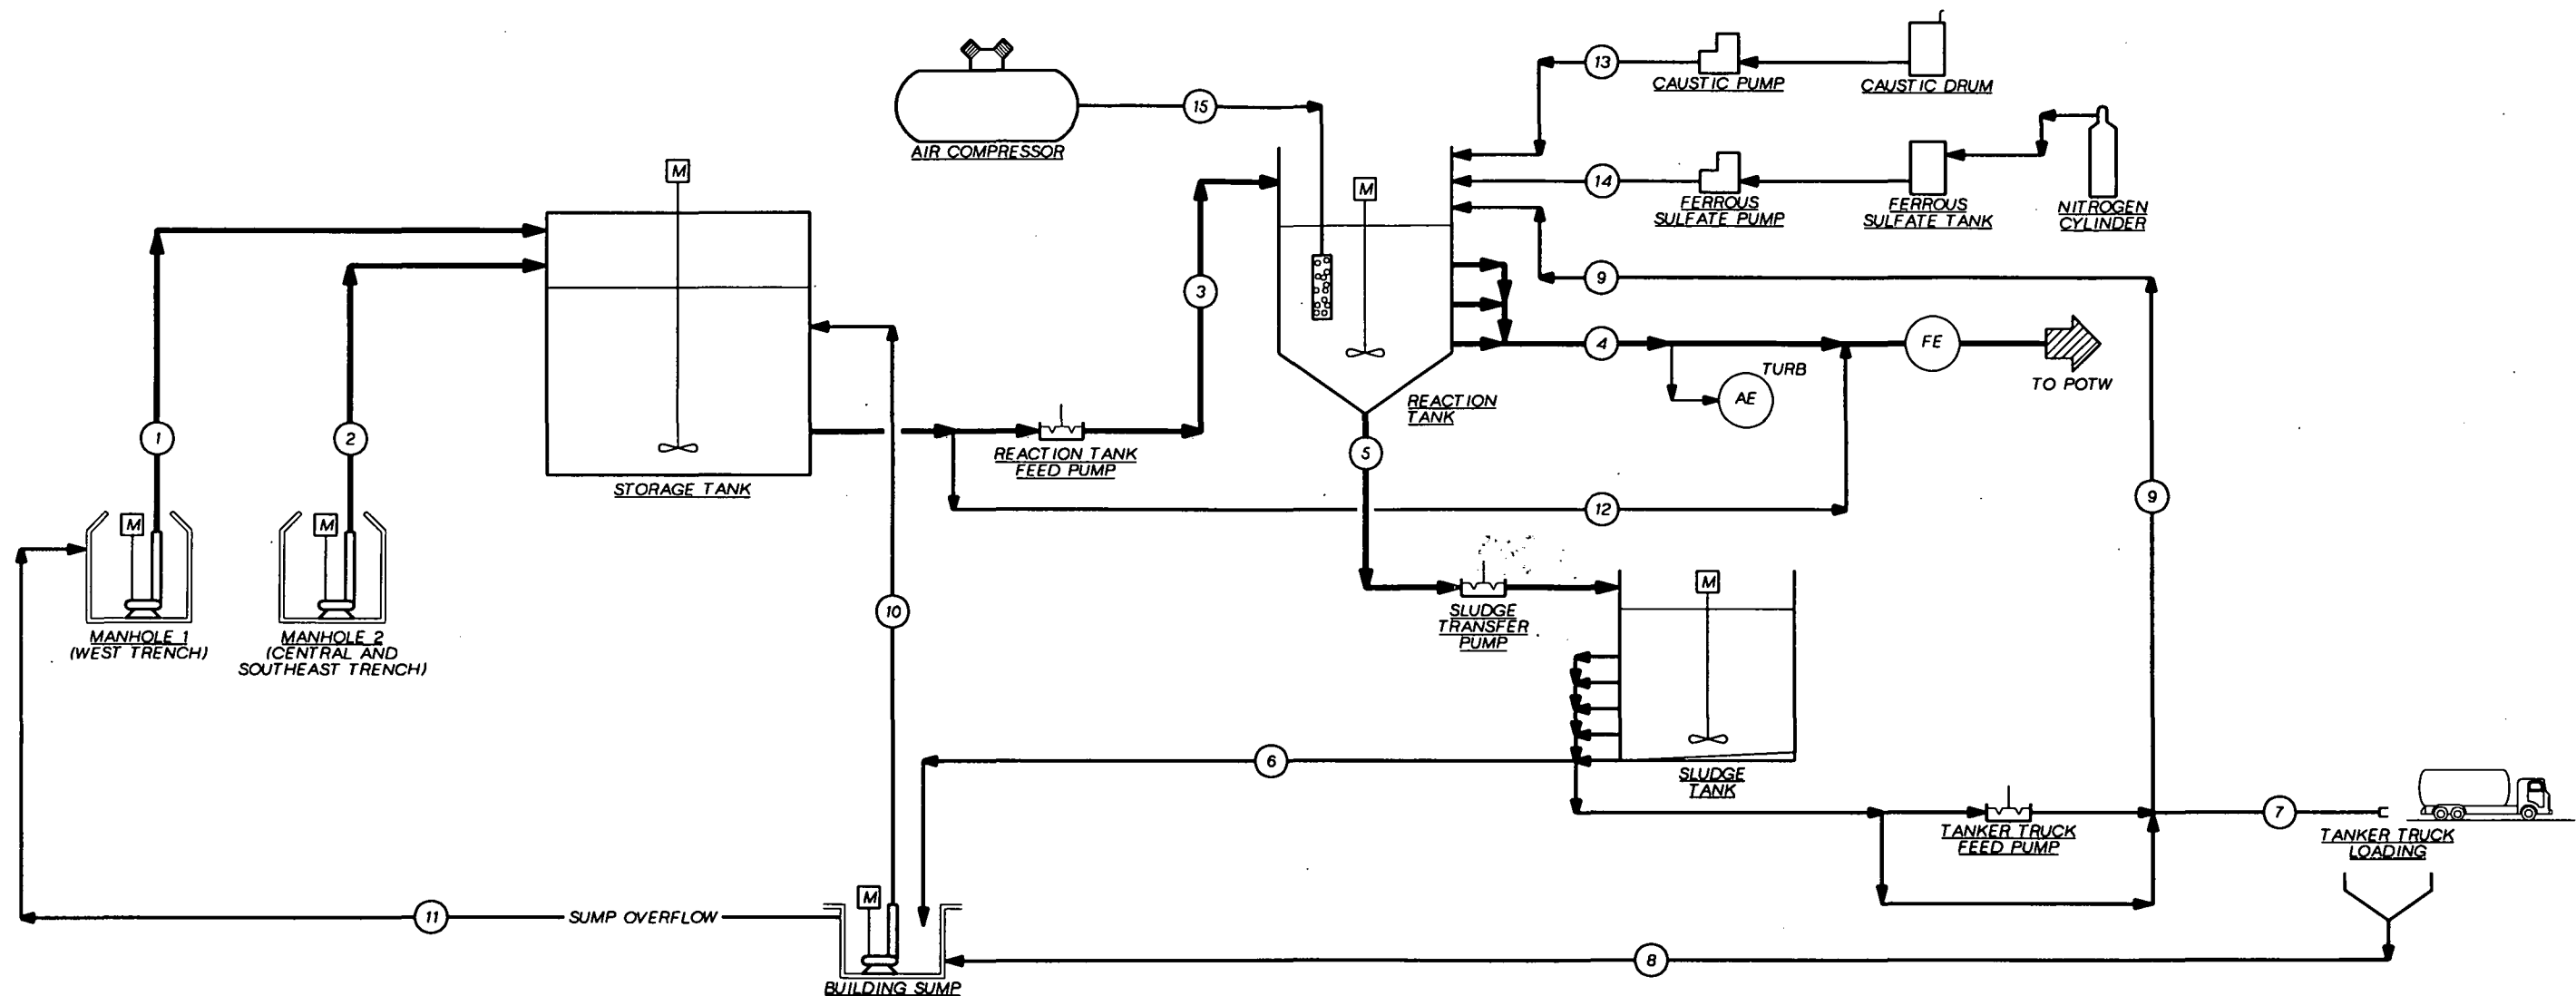 13
CAUSTIC PUMP
CAUSTIC DRUM
15
AIR COMPRESSOR
M
M
14
FERROUS
SULFATE PUMP
FERROUS
SULFATE TANK
NITROGEN
CYLINDER
3
9
4
FE
TURB
AE
TO POTW
REACTION
TANK
1
2
REACTION TANK
FEED PUMP
5
STORAGE TANK
9
12
M
M
MANHOLE 1
(WEST TRENCH)
MANHOLE 2
(CENTRAL AND
SOUTHEAST TRENCH)
10
M
SLUDGE
TRANSFER
PUMP
6
SLUDGE
TANK
7
TANKER TRUCK
FEED PUMP
TANKER TRUCK
LOADING
M
11
SUMP OVERFLOW
8
BUILDING SUMP